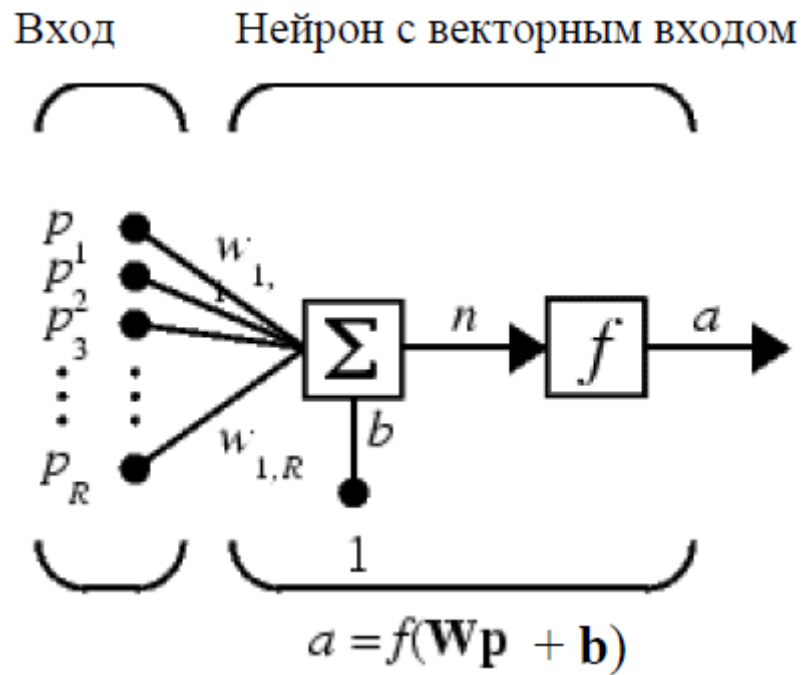 Вход Нейрон с векторным входом
p1
p2
p3
pR
w1,1
w1,R
Σ
n
f
a
b
1
a = f(Wp + b)